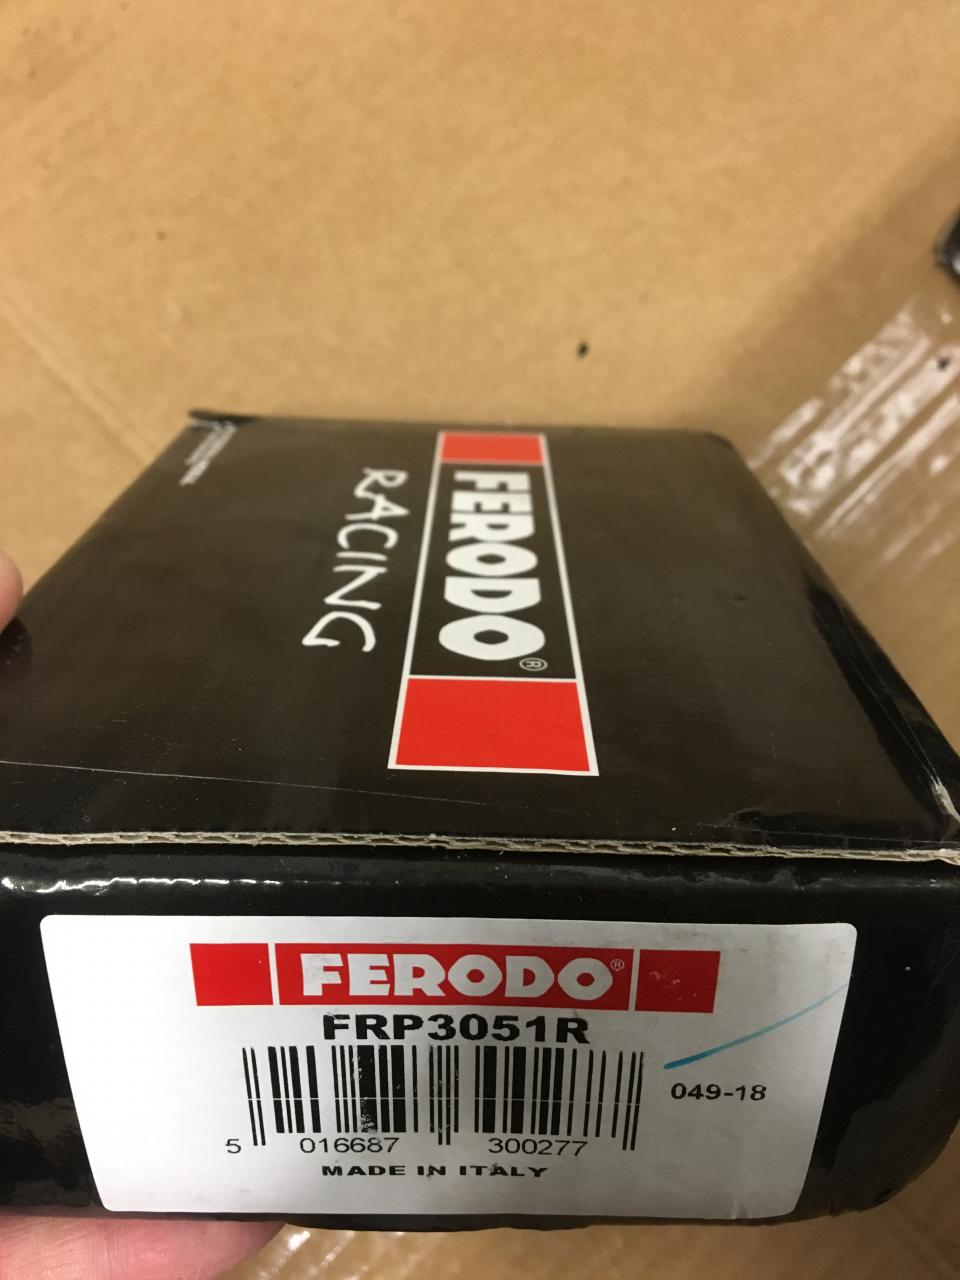 FERODO®
RACING
FERODO®
FRP3051R
049-18
5 016687 300277
MADE IN ITALY